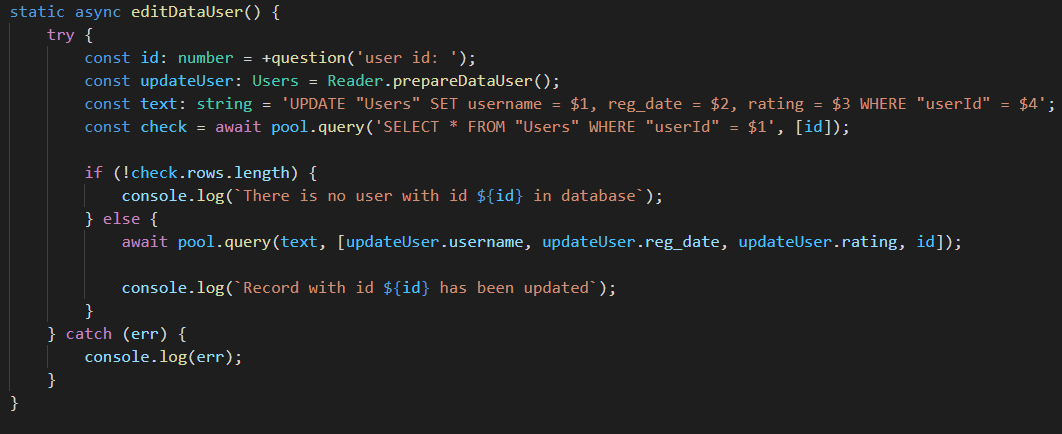 static async editDataUser() {
    try {
        const id: number = +question('user id: ');
        const updateUser: Users = Reader.prepareDataUser();
        const text: string = 'UPDATE "Users" SET username = $1, reg_date = $2, rating = $3 WHERE "userId" = $4';
        const check = await pool.query('SELECT * FROM "Users" WHERE "userId" = $1', [id]);

        if (!check.rows.length) {
            console.log(`There is no user with id ${id} in database`);
        } else {
            await pool.query(text, [updateUser.username, updateUser.reg_date, updateUser.rating, id]);

            console.log(`Record with id ${id} has been updated`);
        }
    } catch (err) {
        console.log(err);
    }
}